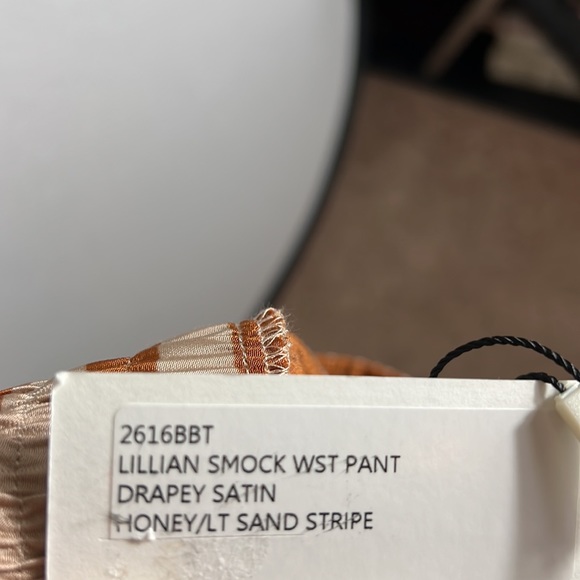 2616BBT
LILLIAN SMOCK WST PANT
DRAPEY SATIN
HONEY/LT SAND STRIPE